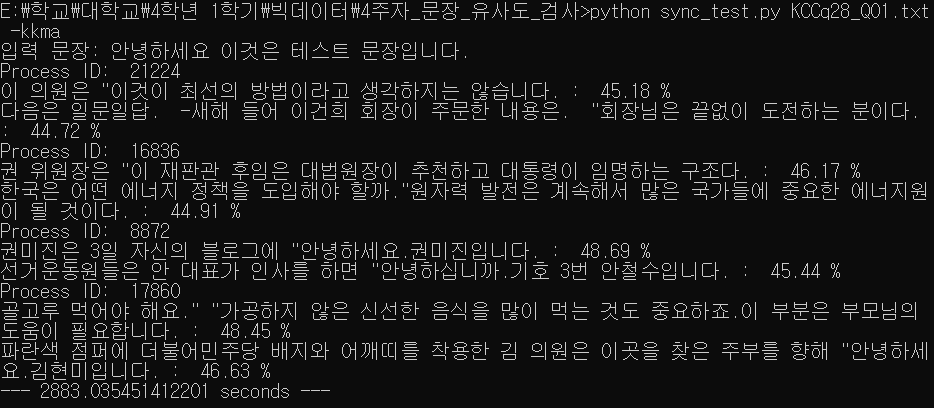 E:\학교\대학교\4학년 1학기\빅데이터\4주자_문장_유사도_검사>python sync_test.py KCCq28_Q01.txt
-kkma
입력 문장: 안녕하세요 이것은 테스트 문장입니다.
Process ID:  21224
이 의원은 "이것이 최선의 방법이라고 생각하지는 않습니다. :  45.18 %
다음은 일문일답.  -새해 들어 이건희 회장이 주문한 내용은.  "회장님은 끝없이 도전하는 분이다.
:  44.72 %
Process ID:  16836
권 위원장은 "이 재판관 후임은 대법원장이 추천하고 대통령이 임명하는 구조다. :  46.17 %
한국은 어떤 에너지 정책을 도입해야 할까."원자력 발전은 계속해서 많은 국가들에 중요한 에너지원
이 될 것이다. :  44.91 %
Process ID:  8872
권미진은 3일 자신의 블로그에 "안녕하세요.권미진입니다. :  48.69 %
선거운동원들은 안 대표가 인사를 하면 "안녕하십니까.기호 3번 안철수입니다. :  45.44 %
Process ID:  17860
골고루 먹어야 해요." "가공하지 않은 신선한 음식을 많이 먹는 것도 중요하죠.이 부분은 부모님의
도움이 필요합니다. :  48.45 %
파란색 점퍼에 더불어민주당 배지와 어깨띠를 착용한 김 의원은 이곳을 찾은 주부를 향해 "안녕하세
요.김현미입니다. :  46.63 %
--- 2883.035451412201 seconds ---